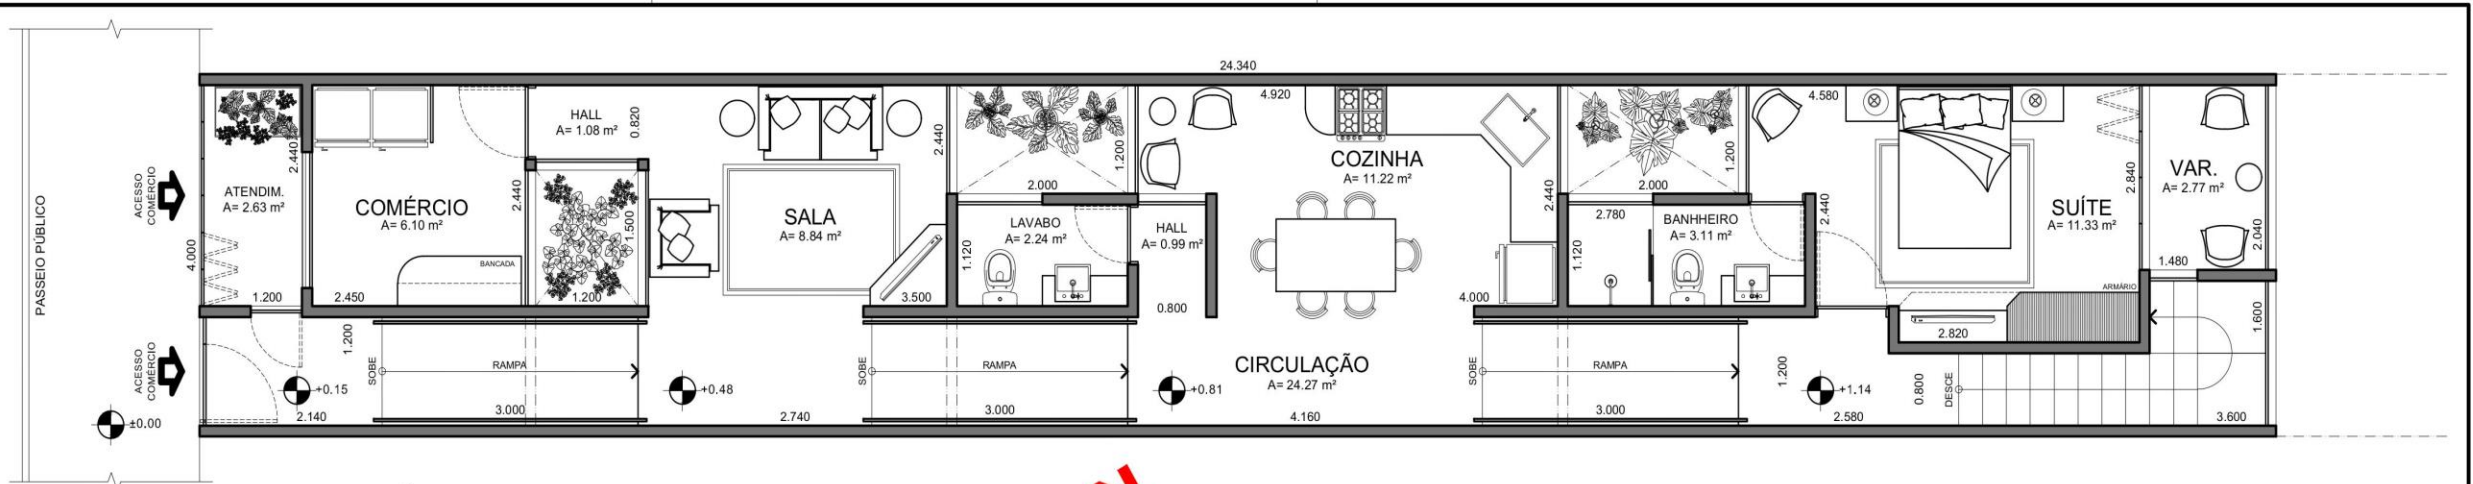 24.340
PASSEIO PÚBLICO
ACESSO
COMÉRCIO
ACESSO
COMÉRCIO
±0.00
4.000
ATENDIM.
A= 2.63 m²
2.440
1.200
COMÉRCIO
A= 6.10 m²
2.440
2.450
BANCADA
HALL
A= 1.08 m²
0.820
1.500
1.200
SALA
A= 8.84 m²
2.440
3.500
1.200
2.000
LAVABO
A= 2.24 m²
1.120
HALL
A= 0.99 m²
0.800
4.920
COZINHA
A= 11.22 m²
2.440
4.000
1.200
2.000
2.780
BANHHEIRO
A= 3.11 m²
1.120
4.580
2.440
SUÍTE
A= 11.33 m²
2.840
ARMÁRIO
2.820
VAR.
A= 2.77 m²
2.040
1.480
1.200
+0.15
2.140
SOBE
RAMPA
3.000
+0.48
2.740
SOBE
RAMPA
3.000
+0.81
CIRCULAÇÃO
A= 24.27 m²
4.160
SOBE
RAMPA
3.000
1.200
+1.14
2.580
0.800
DESCE
1.600
3.600